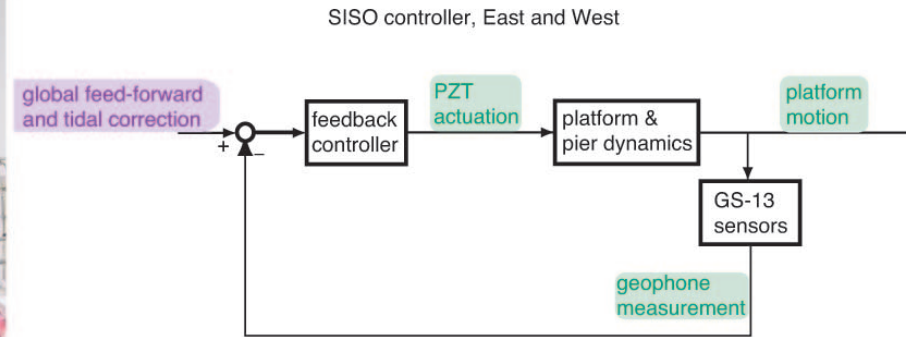 SISO controller, East and West
global feed-forward
and tidal correction
+
−
feedback
controller
PZT
actuation
platform &
pier dynamics
platform
motion
GS-13
sensors
geophone
measurement